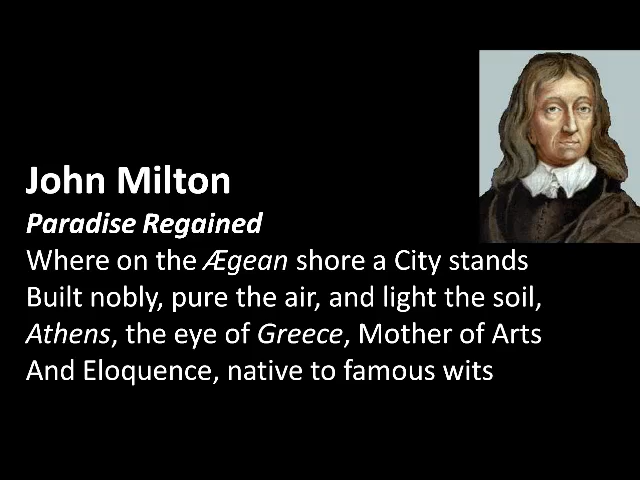 John Milton
Paradise Regained
Where on the Ægean shore a City stands
Built nobly, pure the air, and light the soil,
Athens, the eye of Greece, Mother of Arts
And Eloquence, native to famous wits